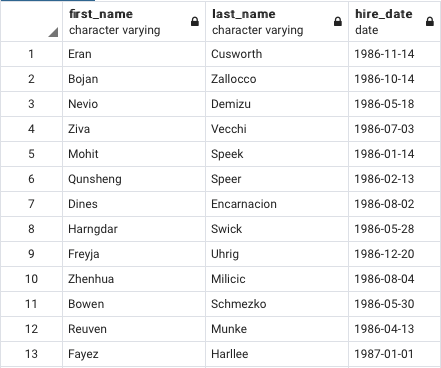 first_name last_name hire_date
character varying character varying date
1 Eran Cusworth 1986-11-14
2 Bojan Zallocco 1986-10-14
3 Nevio Demizu 1986-05-18
4 Ziva Vecchi 1986-07-03
5 Mohit Speek 1986-01-14
6 Qunsheng Speer 1986-02-13
7 Dines Encarnacion 1986-08-02
8 Harngdar Swick 1986-05-28
9 Freyja Uhrig 1986-12-20
10 Zhenhua Milicic 1986-08-04
11 Bowen Schmezko 1986-05-30
12 Reuven Munke 1986-04-13
13 Fayez Harllee 1987-01-01